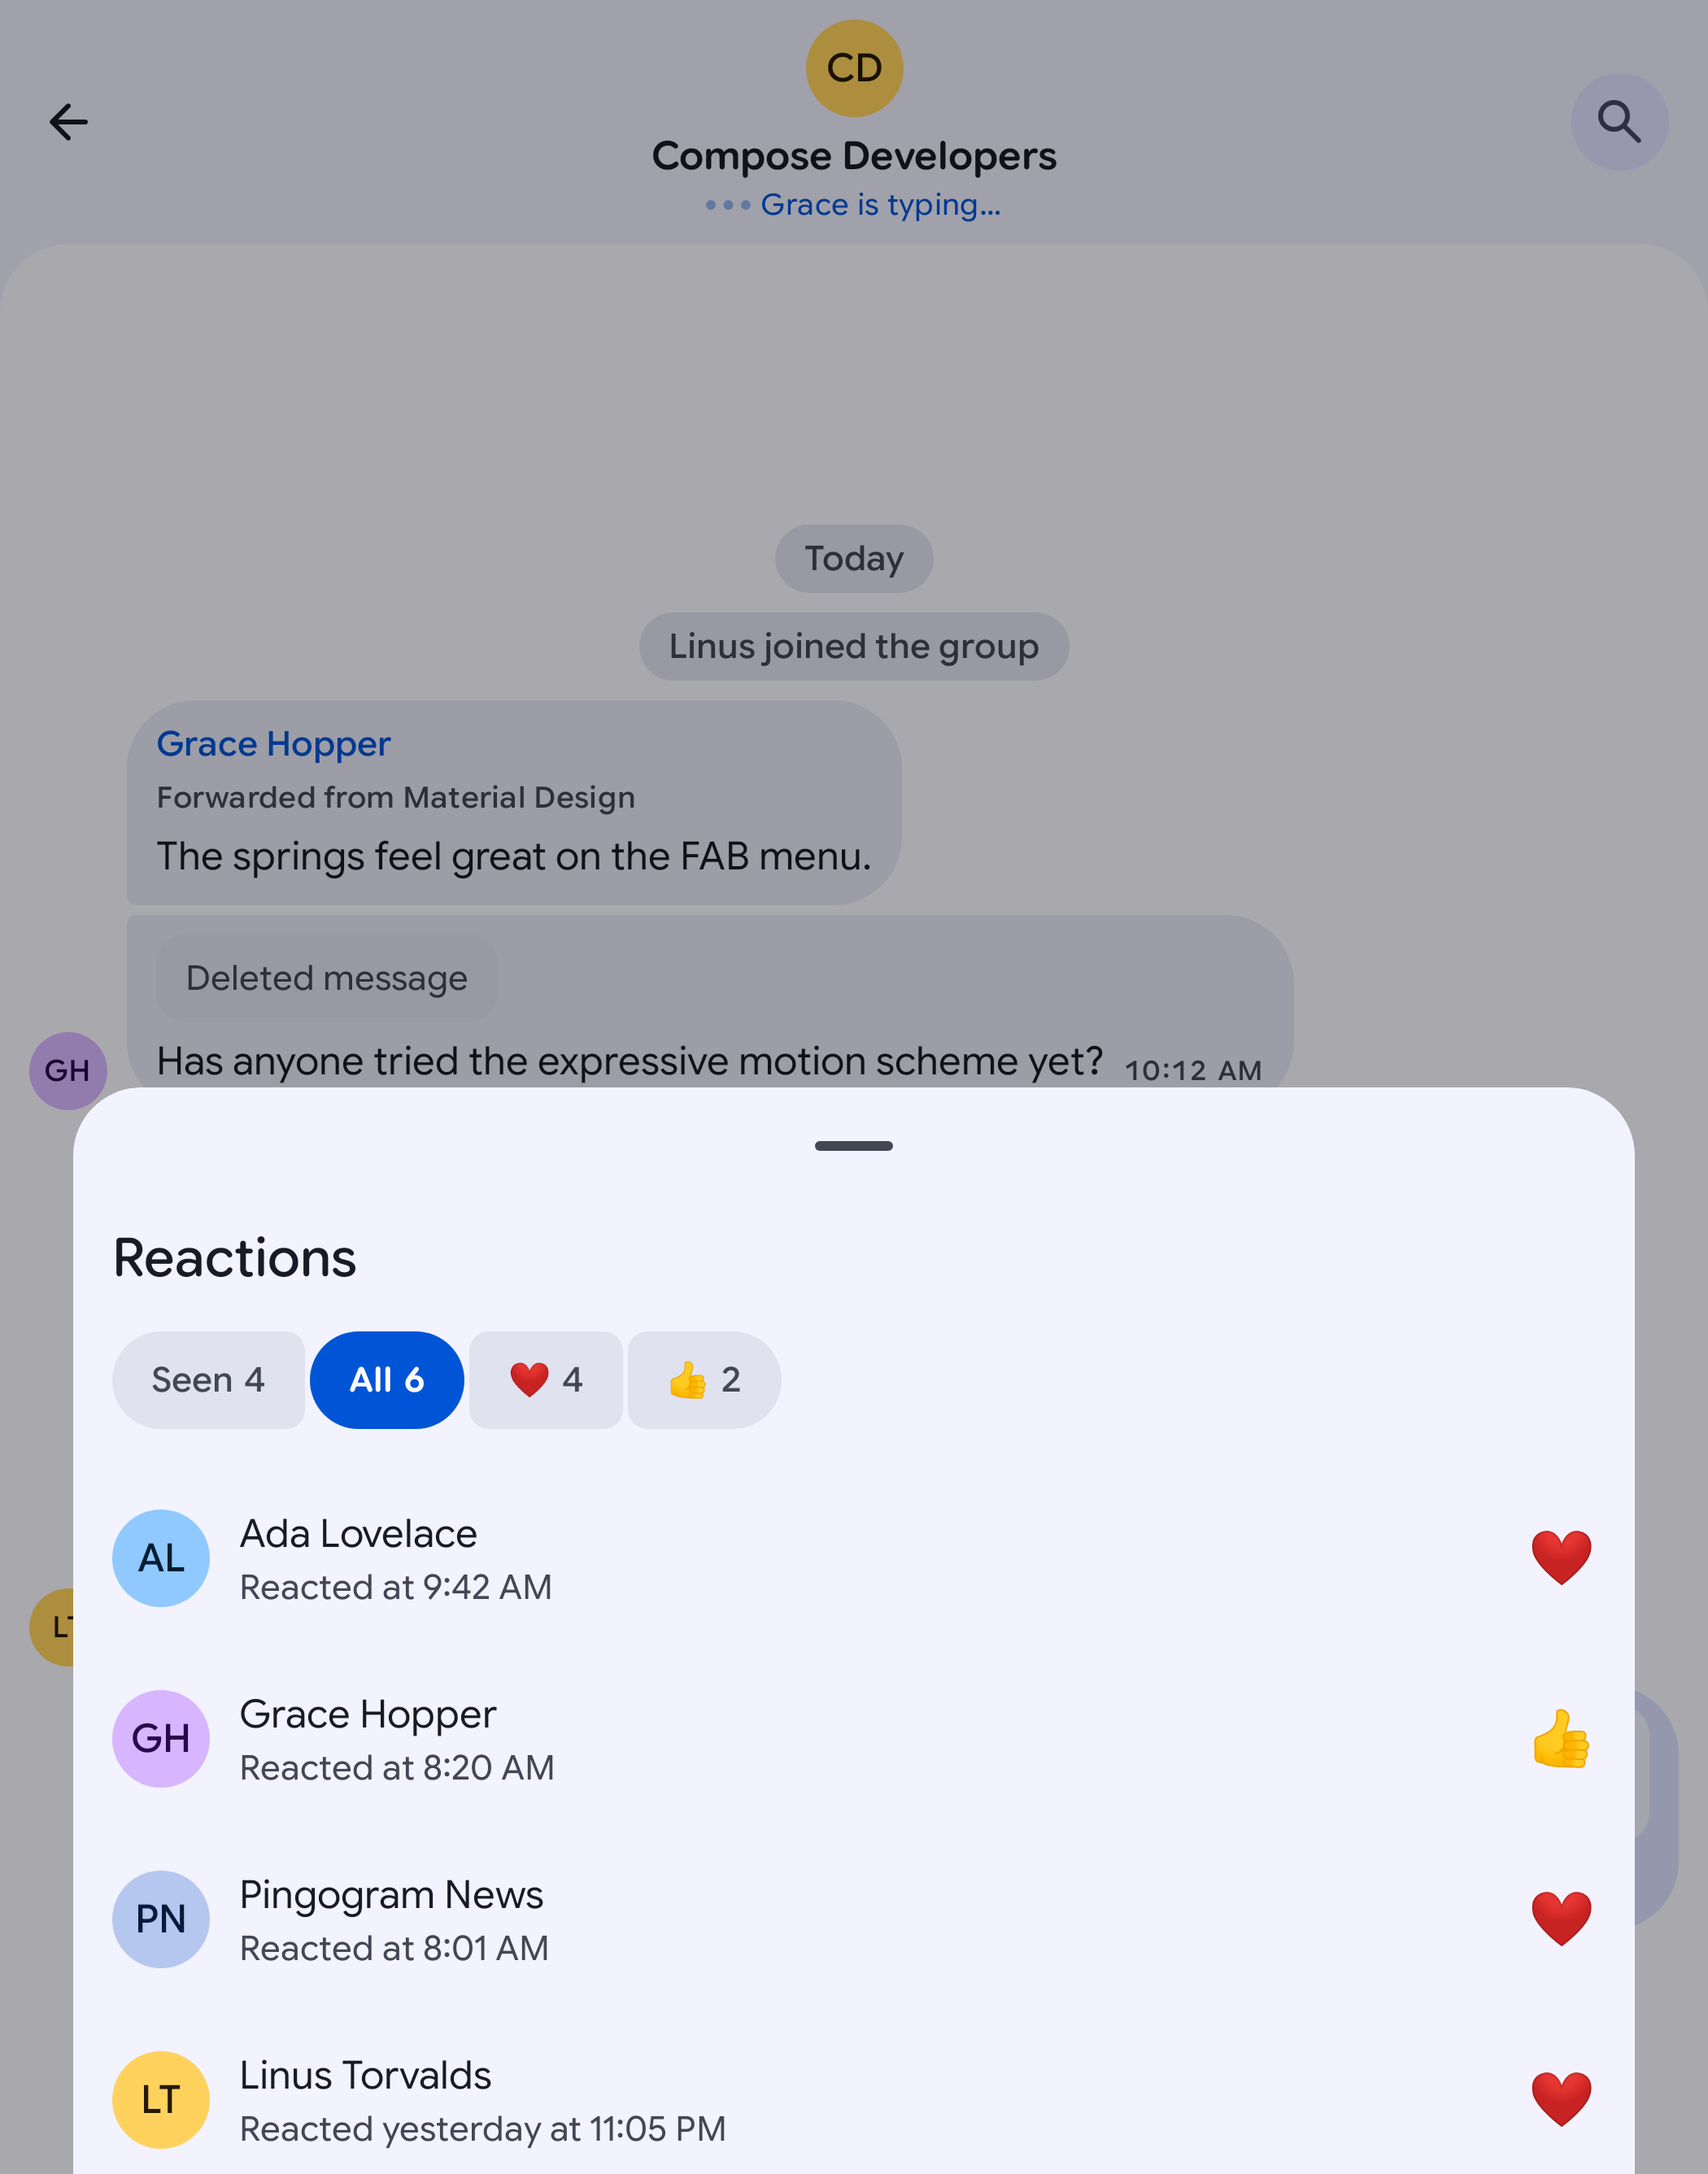 CD
Compose Developers
Grace is typing...
Today
Linus joined the group
Grace Hopper
Forwarded from Material Design
The springs feel great on the FAB menu.
Deleted message
GH
Has anyone tried the expressive motion scheme yet? 10:12 AM
Reactions
Seen 4
All 6
❤️ 4
👍 2
AL
Ada Lovelace
Reacted at 9:42 AM
❤️
LT
GH
Grace Hopper
Reacted at 8:20 AM
👍
PN
Pingogram News
Reacted at 8:01 AM
❤️
LT
Linus Torvalds
Reacted yesterday at 11:05 PM
❤️